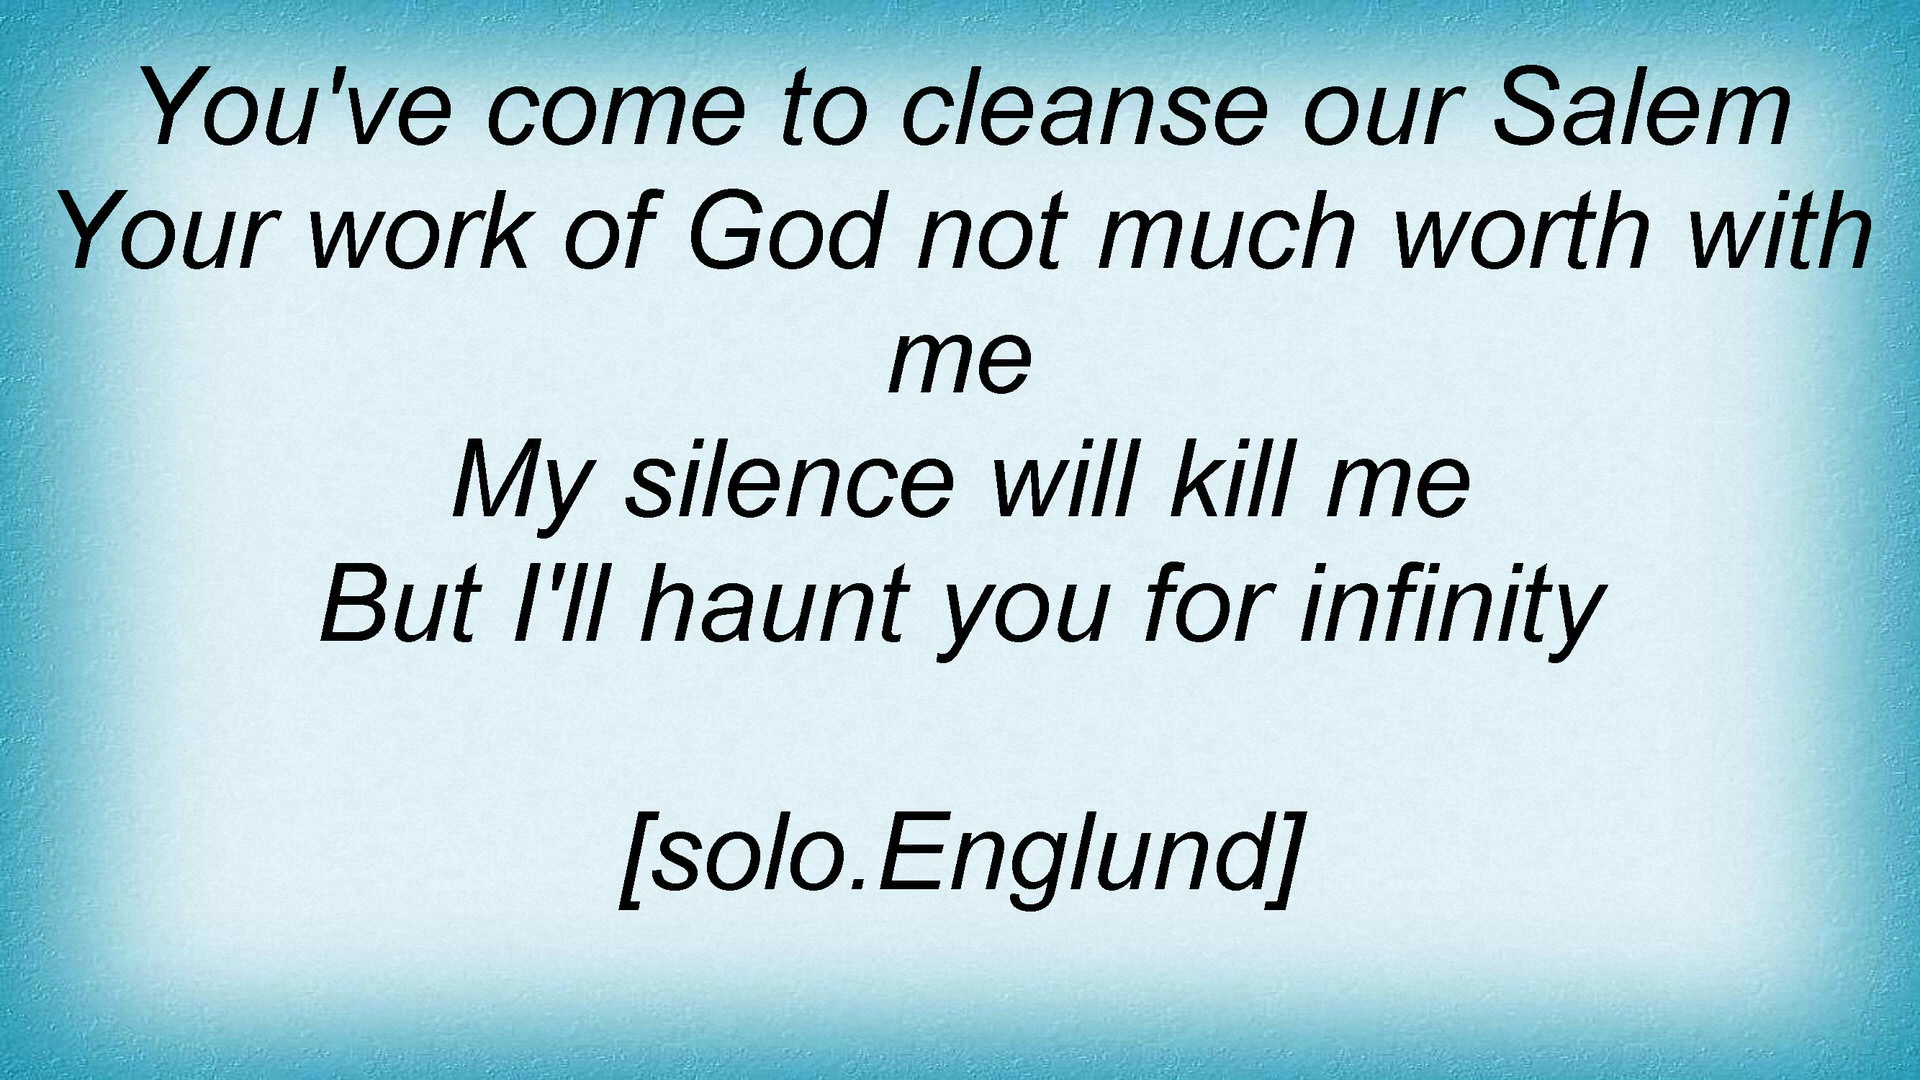 You've come to cleanse our Salem
Your work of God not much worth with
me
My silence will kill me
But I'll haunt you for infinity
[solo.Englund]